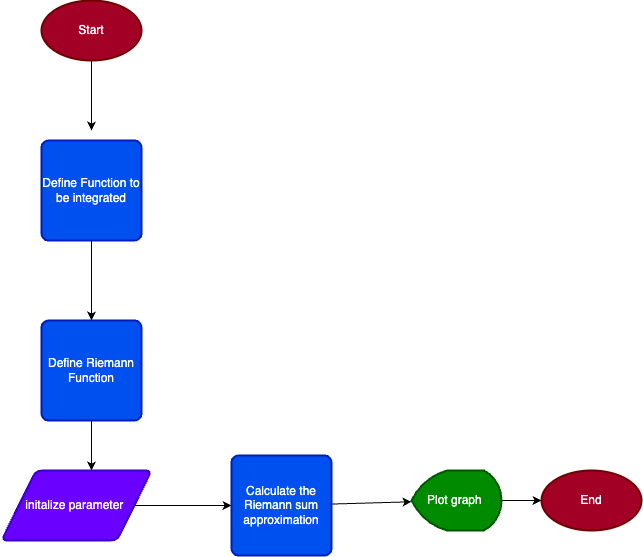 Start
Define Function to
be integrated
Define Riemann
Function
initalize parameter
Calculate the
Riemann sum
approximation
Plot graph
End